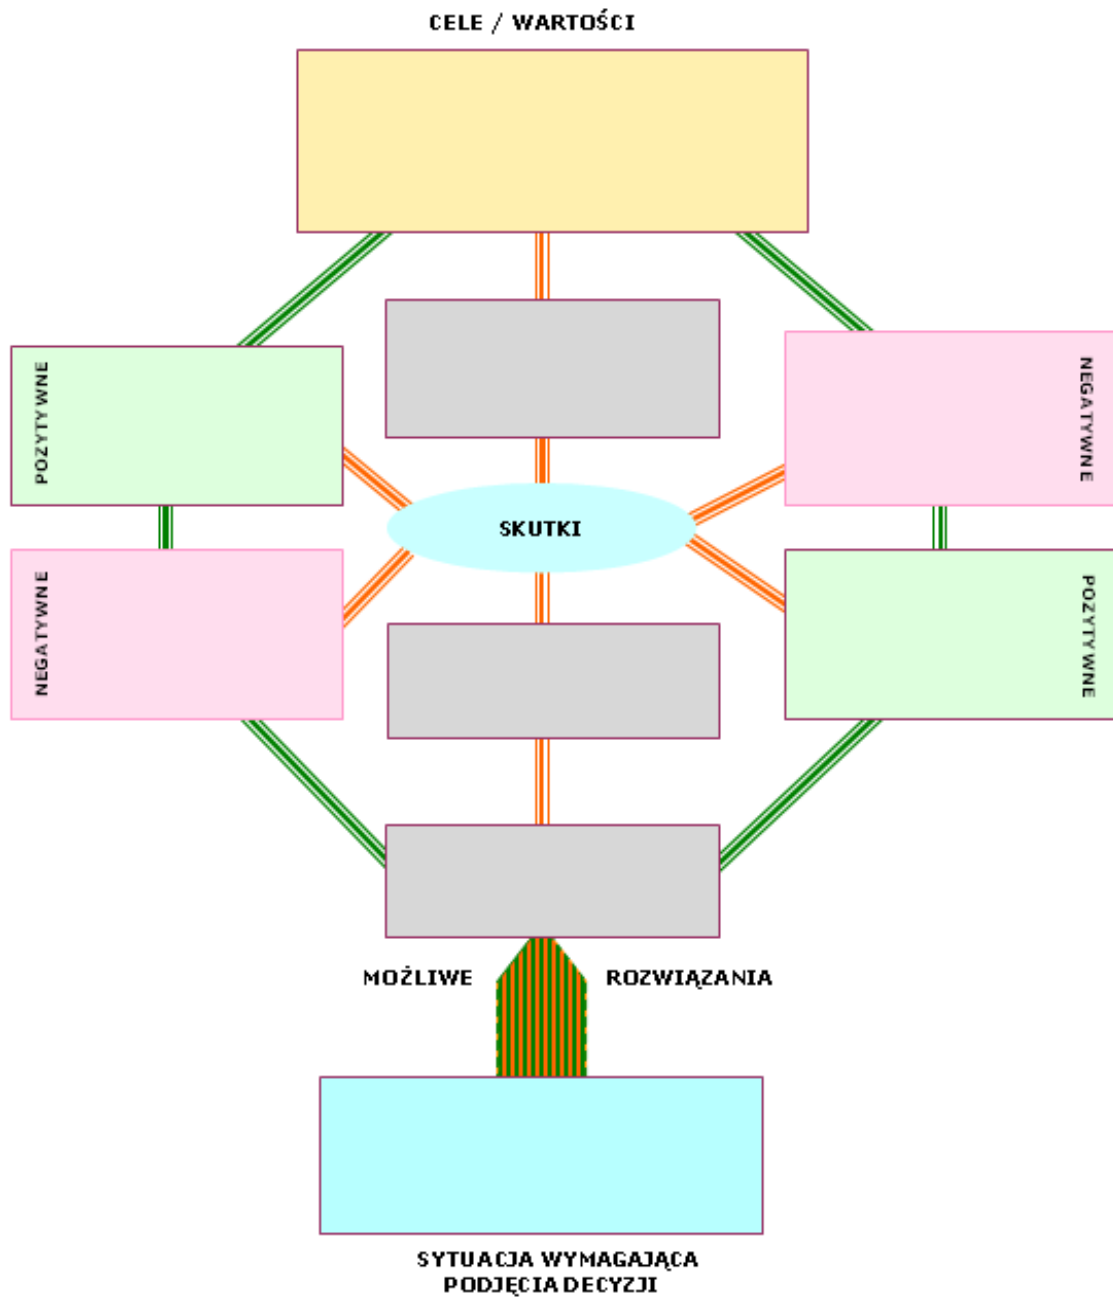 CELE / WARTOŚCI
POZYTYWNE
NEGATYWNE
SKUTKI
NEGATYWNE
POZYTYWNE
MOŻLIWE ROZWIĄZANIA
SYTUACJA WYMAGAJĄCA
PODJĘCIA DECYZJI